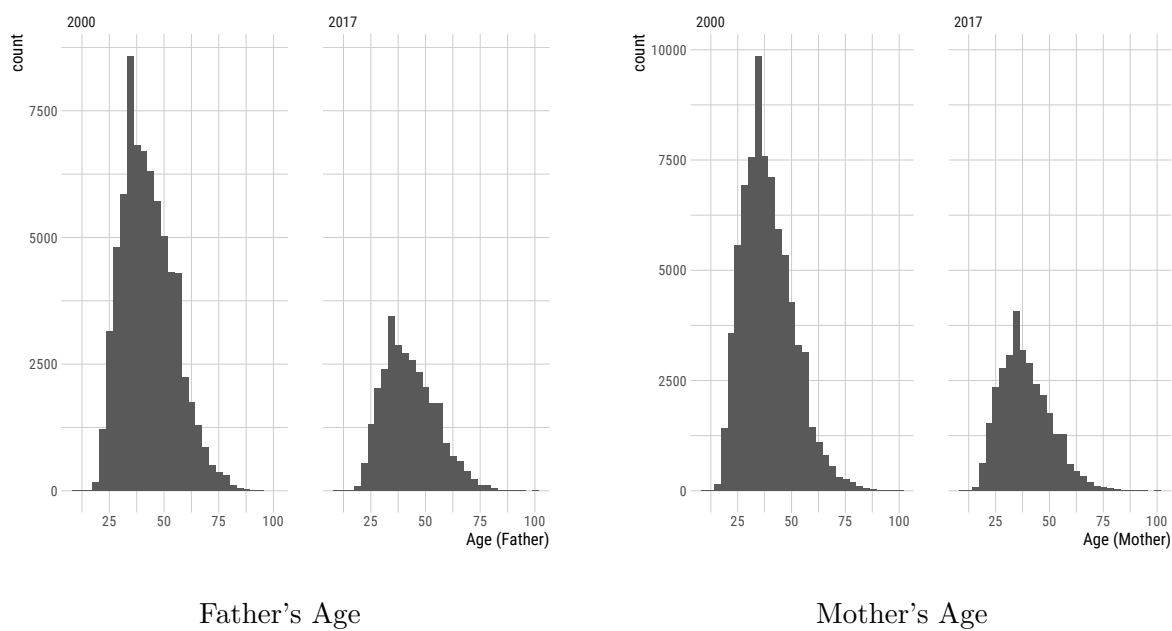 2000 2017
count
7500
5000
2500
0
25 50 75 100 25 50 75 100
Age (Father)
2000 2017
count
10000
7500
5000
2500
0
25 50 75 100 25 50 75 100
Age (Mother)
Father's Age
Mother's Age